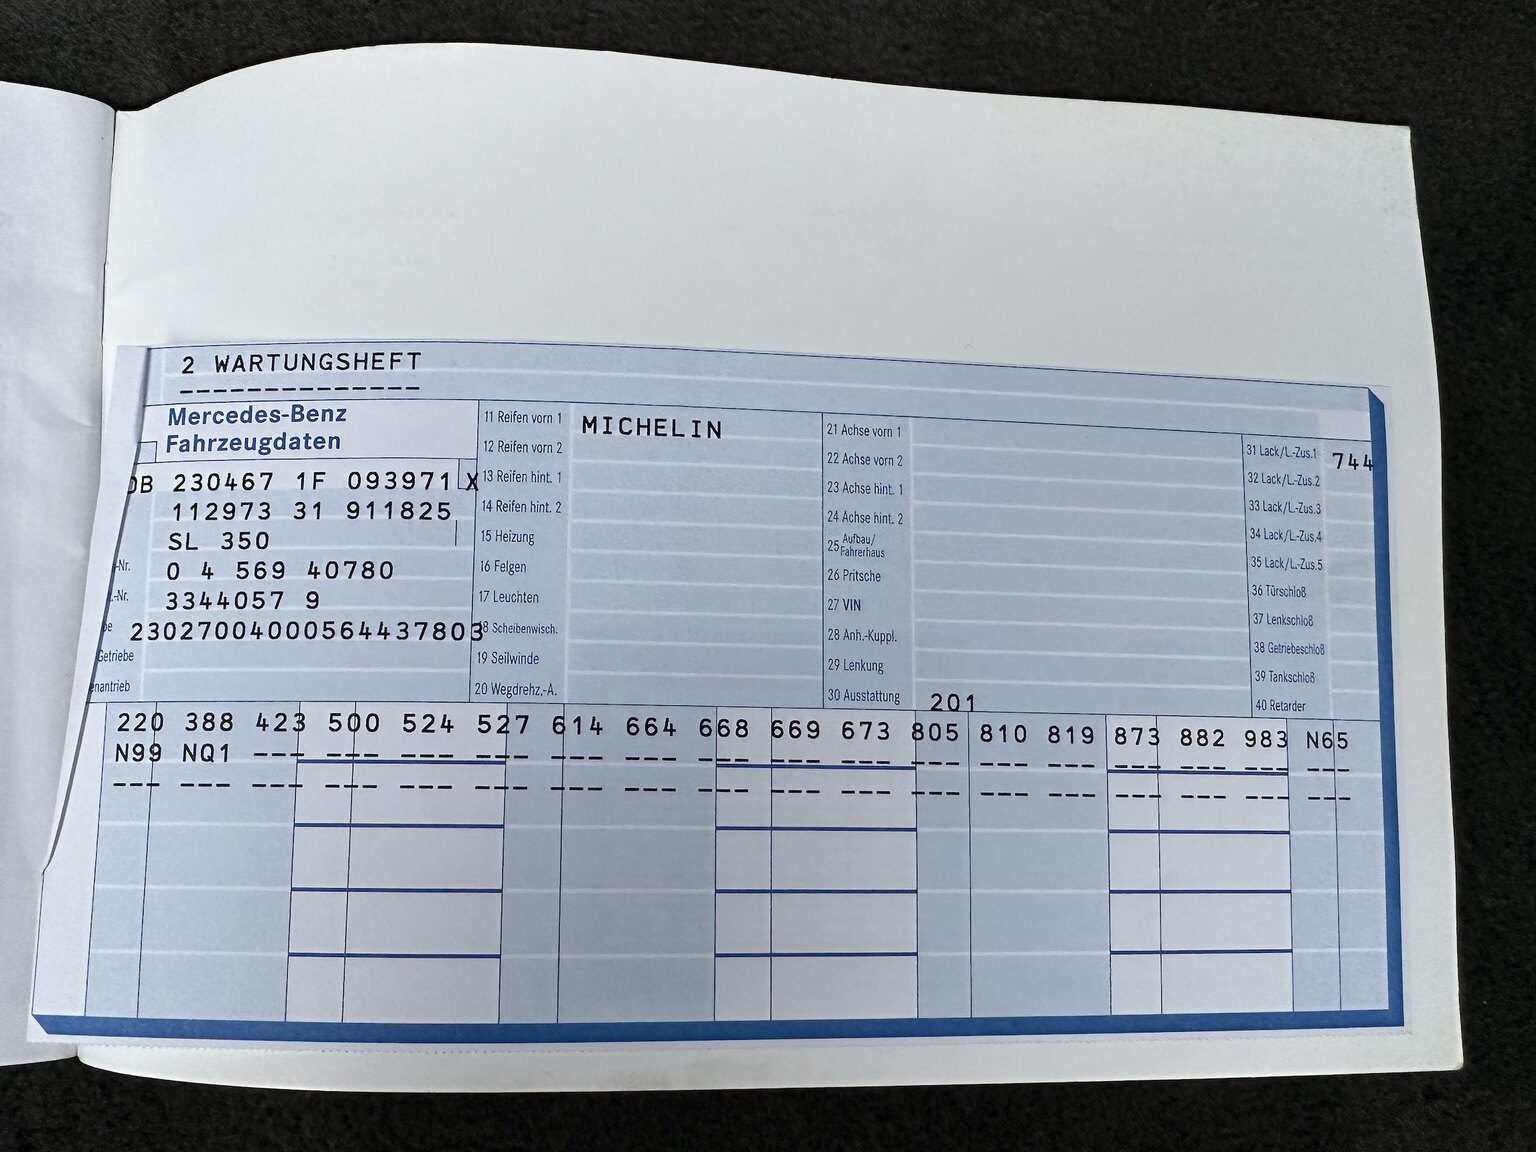 2 WARTUNGSHEFT
--------------
Mercedes-Benz
Fahrzeugdaten
DB 230467 1F 093971 X
112973 31 911825
SL 350
-Nr. 0 4 569 40780
.-Nr. 3344057 9
23027004000564437803
Getriebe
enantrieb
11 Reifen vorn 1 MICHELIN
12 Reifen vorn 2
13 Reifen hint. 1
14 Reifen hint. 2
15 Heizung
16 Felgen
17 Leuchten
18 Scheibenwisch.
19 Seilwinde
20 Wegdrehz.-A.
21 Achse vorn 1
22 Achse vorn 2
23 Achse hint. 1
24 Achse hint. 2
25 Aufbau/
Fahrerhaus
26 Pritsche
27 VIN
28 Anh.-Kuppl.
29 Lenkung
30 Ausstattung 201
31 Lack/L.-Zus.1 744
32 Lack/L.-Zus.2
33 Lack/L.-Zus.3
34 Lack/L.-Zus.4
35 Lack/L.-Zus.5
36 Türschloß
37 Lenkschloß
38 Getriebeschloß
39 Tankschloß
40 Retarder
220 388 423 500 524 527 614 664 668 669 673 805 810 819 873 882 983 N65
N99 NQ1 --- --- --- --- --- --- --- --- --- --- --- --- --- --- --- ---
--- --- --- --- --- --- --- --- --- --- --- --- --- --- --- --- --- ---